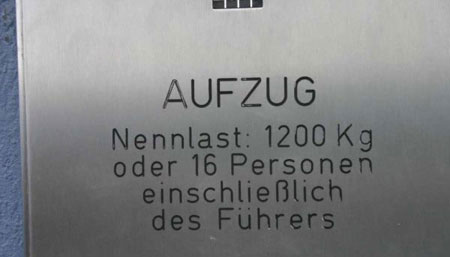 AUFZUG
Nennlast: 1200 Kg
oder 16 Personen
einschließlich
des Führers